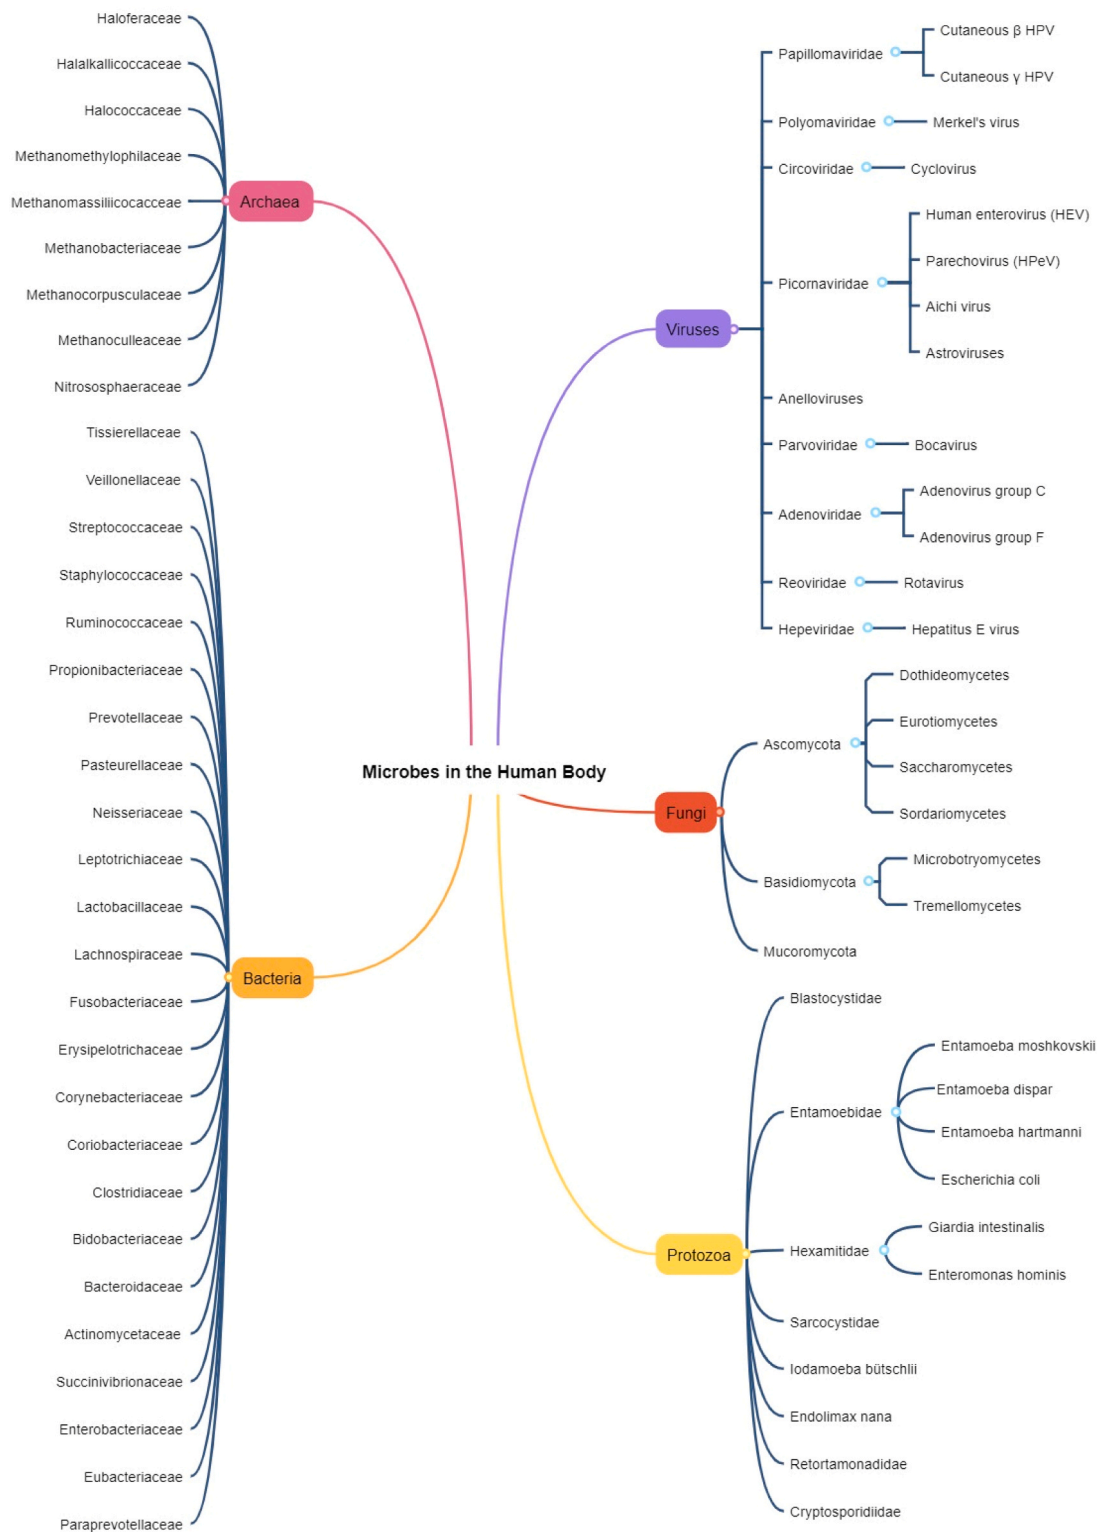 Microbes in the Human Body
Archaea
Haloferaceae
Halalkallicoccaceae
Halococcaceae
Methanomethylophilaceae
Methanomassiliicocacceae
Methanobacteriaceae
Methanocorpusculaceae
Methanoculleaceae
Nitrososphaeraceae
Bacteria
Tissierellaceae
Veillonellaceae
Streptococcaceae
Staphylococcaceae
Ruminococcaceae
Propionibacteriaceae
Prevotellaceae
Pasteurellaceae
Neisseriaceae
Leptotrichiaceae
Lactobacillaceae
Lachnospiraceae
Fusobacteriaceae
Erysipelotrichaceae
Corynebacteriaceae
Coriobacteriaceae
Clostridiaceae
Bidobacteriaceae
Bacteroidaceae
Actinomycetaceae
Succinivibrionaceae
Enterobacteriaceae
Eubacteriaceae
Paraprevotellaceae
Viruses
Papillomaviridae
Cutaneous β HPV
Cutaneous γ HPV
Polyomaviridae
Merkel's virus
Circoviridae
Cyclovirus
Picornaviridae
Human enterovirus (HEV)
Parechovirus (HPeV)
Aichi virus
Astroviruses
Anelloviruses
Parvoviridae
Bocavirus
Adenoviridae
Adenovirus group C
Adenovirus group F
Reoviridae
Rotavirus
Hepeviridae
Hepatitus E virus
Fungi
Ascomycota
Dothideomycetes
Eurotiomycetes
Saccharomycetes
Sordariomycetes
Basidiomycota
Microbotryomycetes
Tremellomycetes
Mucoromycota
Protozoa
Blastocystidae
Entamoebidae
Entamoeba moshkovskii
Entamoeba dispar
Entamoeba hartmanni
Escherichia coli
Hexamitidae
Giardia intestinalis
Enteromonas hominis
Sarcocystidae
Iodamoeba bütschlii
Endolimax nana
Retortamonadidae
Cryptosporidiidae